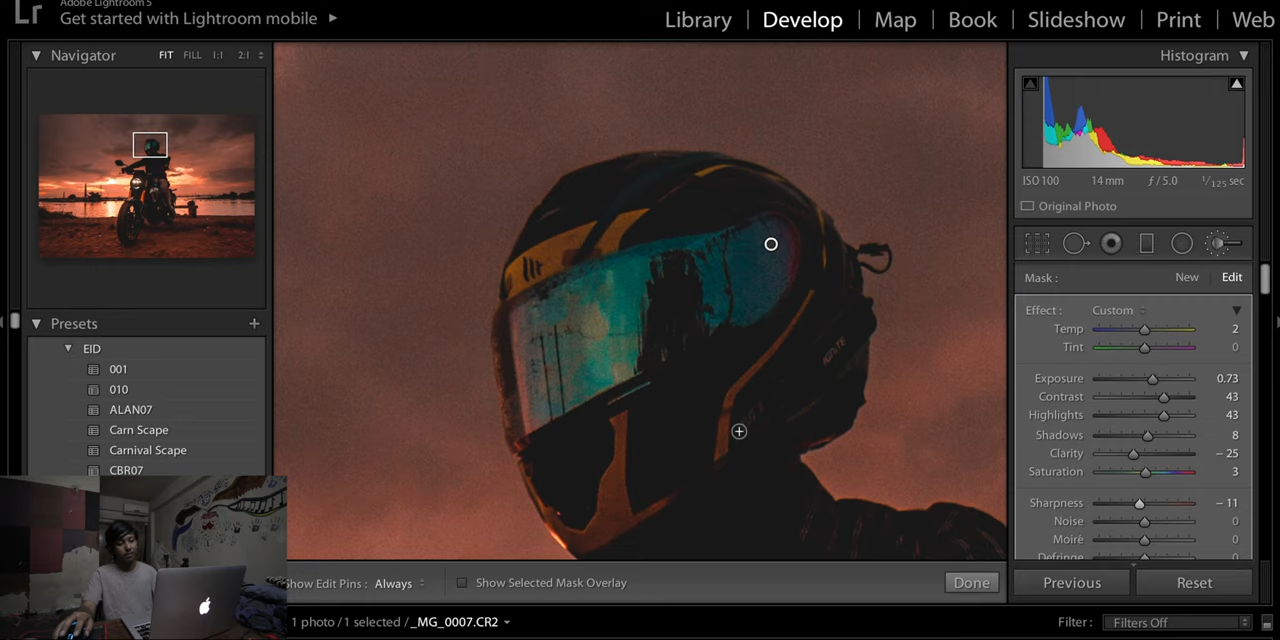 Lr
Adobe Lightroom 5
Get started with Lightroom mobile
Library
Develop
Map
Book
Slideshow
Print
Web
Navigator
FIT
FILL
1:1
2:1
Presets
EID
001
010
ALAN07
Carn Scape
Carnival Scape
CBR07
IGNITE
Show Edit Pins : Always
Show Selected Mask Overlay
Done
1 photo / 1 selected / _MG_0007.CR2
Histogram
ISO 100 14 mm ƒ / 5.0 1/125 sec
Original Photo
Mask : New Edit
Effect : Custom
Temp 2
Tint 0
Exposure 0.73
Contrast 43
Highlights 43
Shadows 8
Clarity – 25
Saturation 3
Sharpness – 11
Noise 0
Moiré 0
Defringe
Previous
Reset
Filter : Filters Off